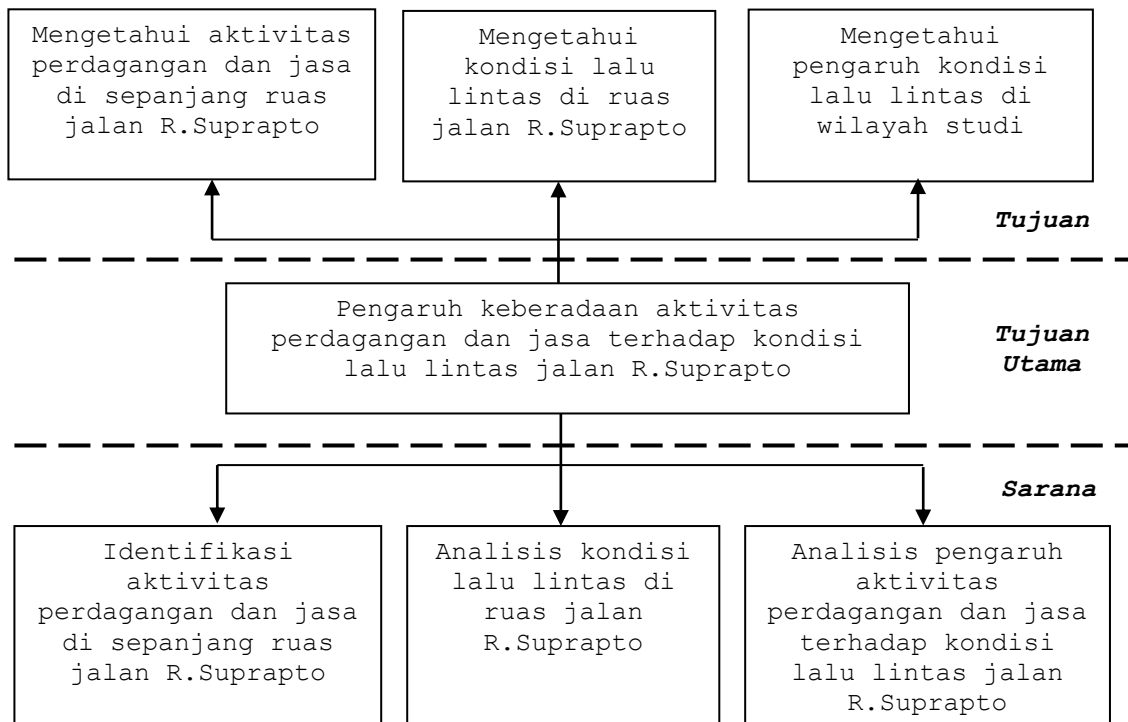 Mengetahui aktivitas
perdagangan dan jasa
di sepanjang ruas
jalan R.Suprapto
Mengetahui
kondisi lalu
lintas di ruas
jalan R.Suprapto
Mengetahui
pengaruh kondisi
lalu lintas di
wilayah studi
Tujuan
Pengaruh keberadaan aktivitas
perdagangan dan jasa terhadap kondisi
lalu lintas jalan R.Suprapto
Tujuan
Utama
Sarana
Identifikasi
aktivitas
perdagangan dan jasa
di sepanjang ruas
jalan R.Suprapto
Analisis kondisi
lalu lintas di
ruas jalan
R.Suprapto
Analisis pengaruh
aktivitas
perdagangan dan jasa
terhadap kondisi
lalu lintas jalan
R.Suprapto